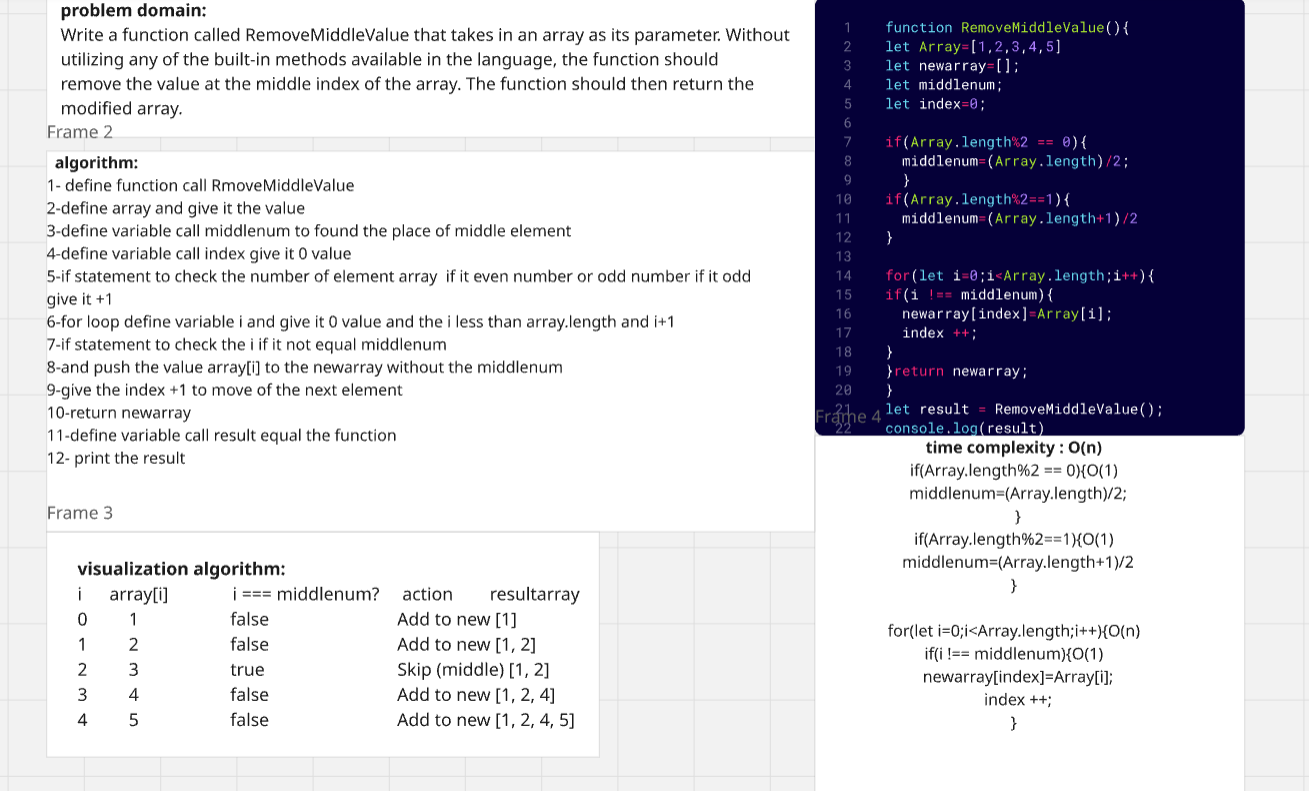 problem domain:
Write a function called RemoveMiddleValue that takes in an array as its parameter. Without
utilizing any of the built-in methods available in the language, the function should
remove the value at the middle index of the array. The function should then return the
modified array.
Frame 2
algorithm:
1- define function call RmoveMiddleValue
2-define array and give it the value
3-define variable call middlenum to found the place of middle element
4-define variable call index give it 0 value
5-if statement to check the number of element array  if it even number or odd number if it odd
give it +1
6-for loop define variable i and give it 0 value and the i less than array.length and i+1
7-if statement to check the i if it not equal middlenum
8-and push the value array[i] to the newarray without the middlenum
9-give the index +1 to move of the next element
10-return newarray
11-define variable call result equal the function
12- print the result
Frame 3
visualization algorithm:
i array[i] i === middlenum? action resultarray
0 1 false Add to new [1]
1 2 false Add to new [1, 2]
2 3 true Skip (middle) [1, 2]
3 4 false Add to new [1, 2, 4]
4 5 false Add to new [1, 2, 4, 5]
1 function RemoveMiddleValue(){
2 let Array=[1,2,3,4,5]
3 let newarray=[];
4 let middlenum;
5 let index=0;
6
7 if(Array.length%2 == 0){
8 middlenum=(Array.length)/2;
9 }
10 if(Array.length%2==1){
11 middlenum=(Array.length+1)/2
12 }
13
14 for(let i=0;i<Array.length;i++){
15 if(i !== middlenum){
16 newarray[index]=Array[i];
17 index ++;
18 }
19 }return newarray;
20 }
21 let result = RemoveMiddleValue();
Frame 4
22 console.log(result)
time complexity : O(n)
if(Array.length%2 == 0){O(1)
middlenum=(Array.length)/2;
}
if(Array.length%2==1){O(1)
middlenum=(Array.length+1)/2
}
for(let i=0;i<Array.length;i++){O(n)
if(i !== middlenum){O(1)
newarray[index]=Array[i];
index ++;
}